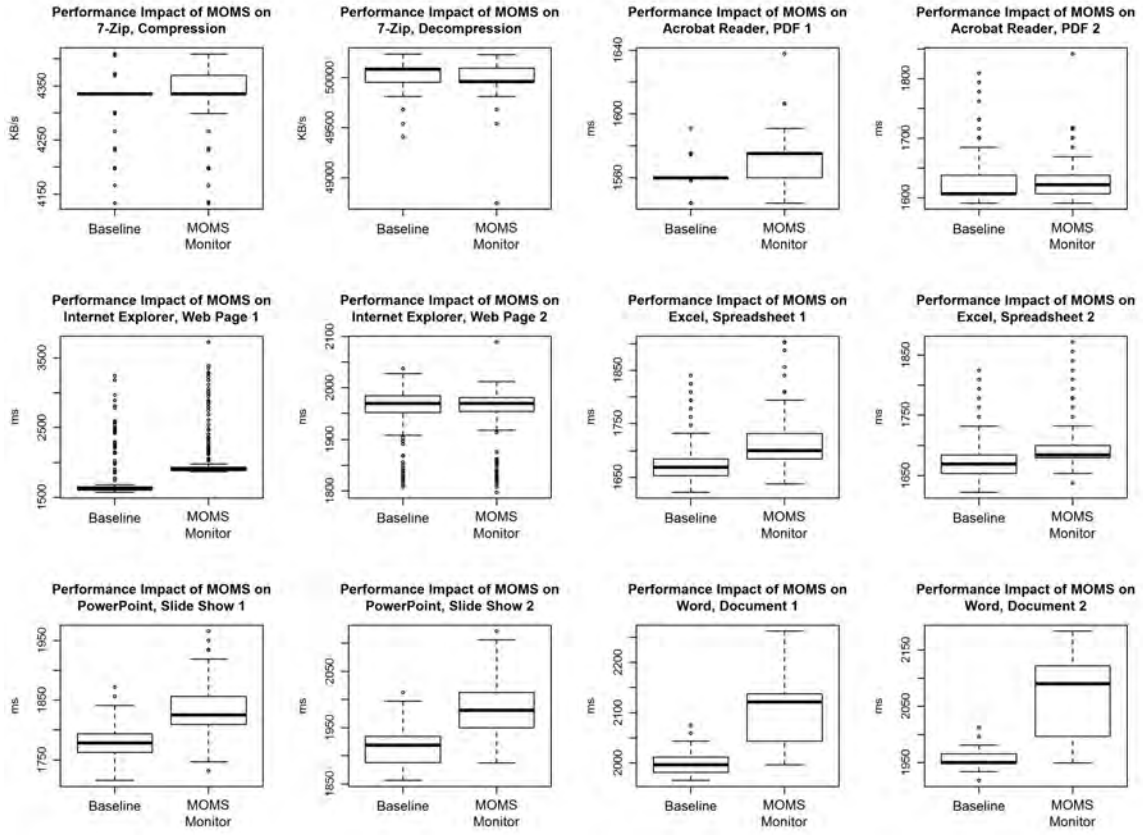 Performance Impact of MOMS on
7-Zip, Compression
KB/s
4350
4250
4150
Baseline
MOMS
Monitor
Performance Impact of MOMS on
7-Zip, Decompression
KB/s
50000
49500
49000
Baseline
MOMS
Monitor
Performance Impact of MOMS on
Acrobat Reader, PDF 1
ms
1640
1600
1560
Baseline
MOMS
Monitor
Performance Impact of MOMS on
Acrobat Reader, PDF 2
ms
1800
1700
1600
Baseline
MOMS
Monitor
Performance Impact of MOMS on
Internet Explorer, Web Page 1
ms
3500
2500
1500
Baseline
MOMS
Monitor
Performance Impact of MOMS on
Internet Explorer, Web Page 2
ms
2100
2000
1900
1800
Baseline
MOMS
Monitor
Performance Impact of MOMS on
Excel, Spreadsheet 1
ms
1850
1750
1650
Baseline
MOMS
Monitor
Performance Impact of MOMS on
Excel, Spreadsheet 2
ms
1850
1750
1650
Baseline
MOMS
Monitor
Performance Impact of MOMS on
PowerPoint, Slide Show 1
ms
1950
1850
1750
Baseline
MOMS
Monitor
Performance Impact of MOMS on
PowerPoint, Slide Show 2
ms
2050
1950
1850
Baseline
MOMS
Monitor
Performance Impact of MOMS on
Word, Document 1
ms
2200
2100
2000
Baseline
MOMS
Monitor
Performance Impact of MOMS on
Word, Document 2
ms
2150
2050
1950
Baseline
MOMS
Monitor